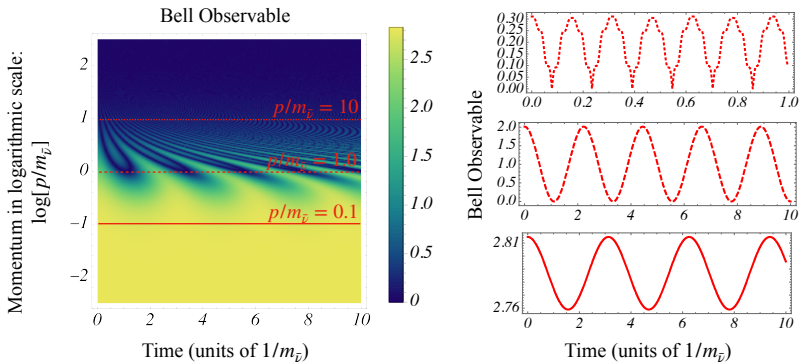 Bell Observable
Momentum in logarithmic scale:
log[p/m_ν̃]
2
1
0
−1
−2
p/m_ν̃ = 10
p/m_ν̃ = 1.0
p/m_ν̃ = 0.1
0 2 4 6 8 10
Time (units of 1/m_ν̃)
2.5
2.0
1.5
1.0
0.5
0
Bell Observable
0.30
0.25
0.20
0.15
0.10
0.05
0.00
0.0 0.2 0.4 0.6 0.8 1.0
2.0
1.5
1.0
0.5
0.0
0 2 4 6 8 10
2.81
2.76
0 2 4 6 8 10
Time (units of 1/m_ν̃)